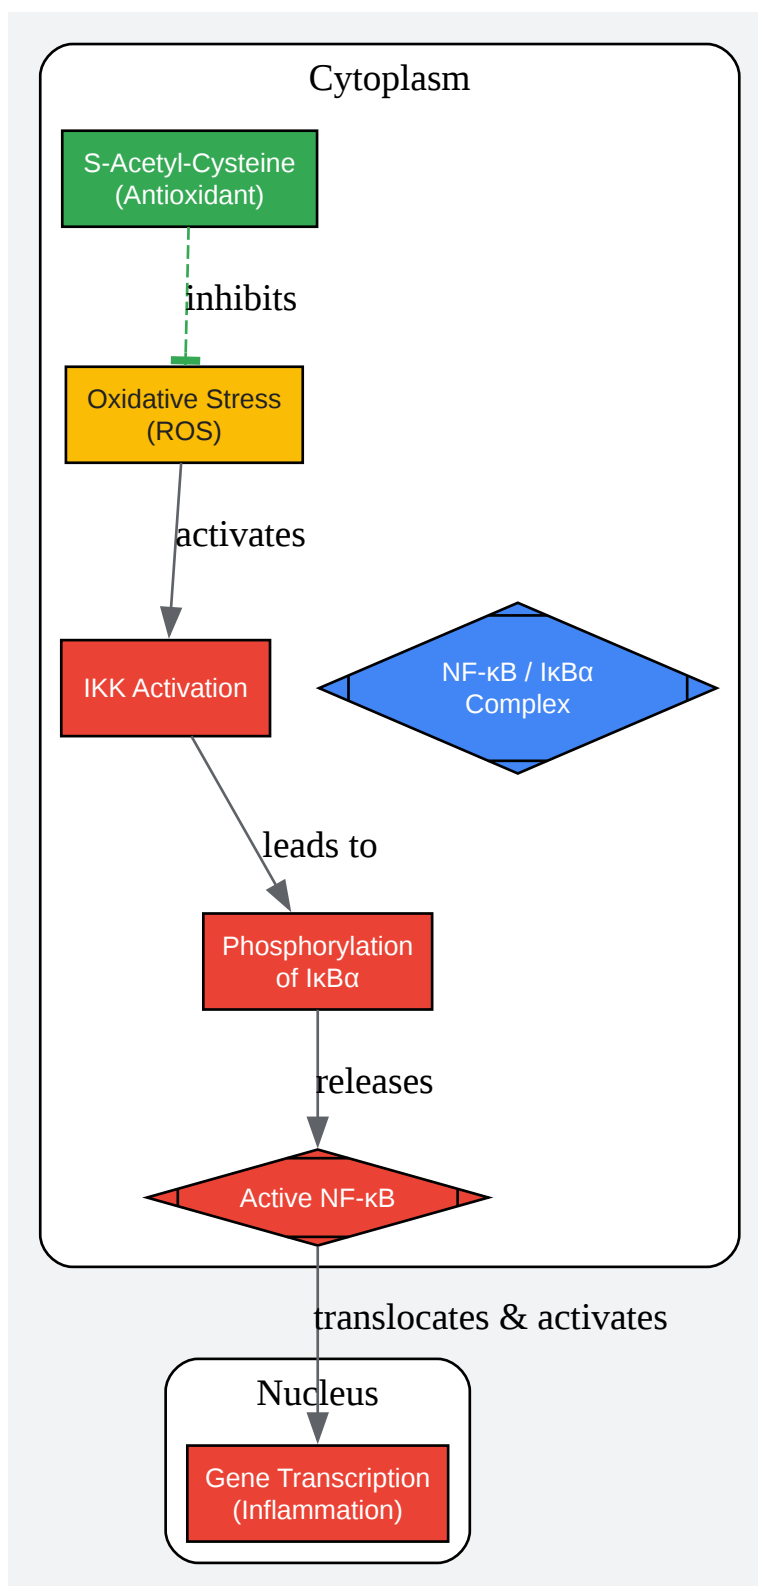 Cytoplasm
S-Acetyl-Cysteine
(Antioxidant)
inhibits
Oxidative Stress
(ROS)
activates
IKK Activation
NF-κB / IκBα
Complex
leads to
Phosphorylation
of IκBα
releases
Active NF-κB
translocates & activates
Nucleus
Gene Transcription
(Inflammation)